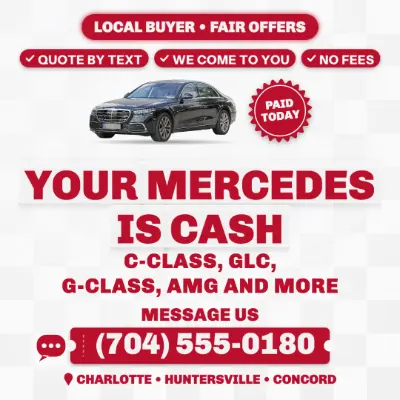 LOCAL BUYER • FAIR OFFERS
✓ QUOTE BY TEXT ✓ WE COME TO YOU ✓ NO FEES
PAID
TODAY
YOUR MERCEDES
IS CASH
C-CLASS, GLC,
G-CLASS, AMG AND MORE
MESSAGE US
(704) 555-0180
CHARLOTTE • HUNTERSVILLE • CONCORD